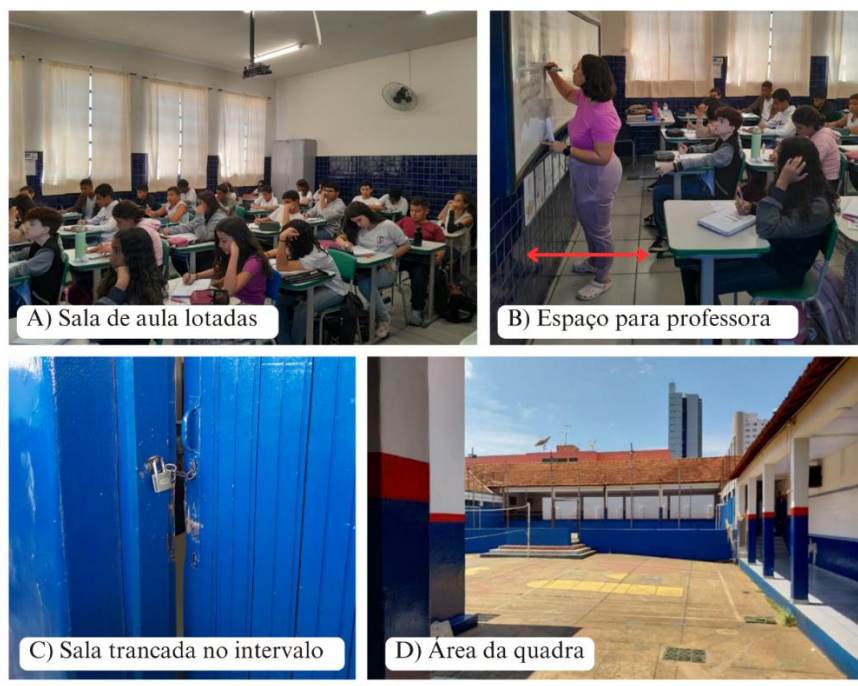 A) Sala de aula lotadas
B) Espaço para professora
C) Sala trancada no intervalo
D) Área da quadra